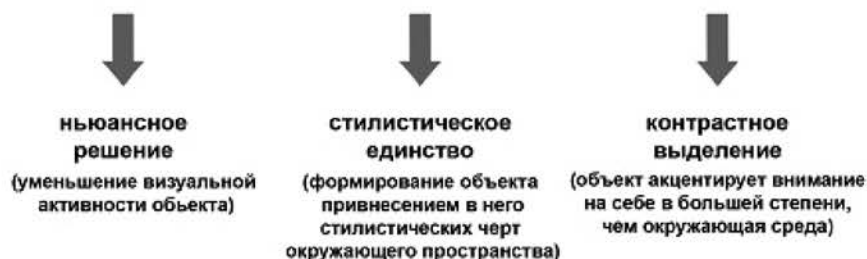 ньюансное
решение
(уменьшение визуальной
активности обьекта)
стилистическое
единство
(формирование объекта
привнесением в него
стилистических черт
окружающего пространства)
контрастное
выделение
(объект акцентирует внимание
на себе в большей степени,
чем окружающая среда)